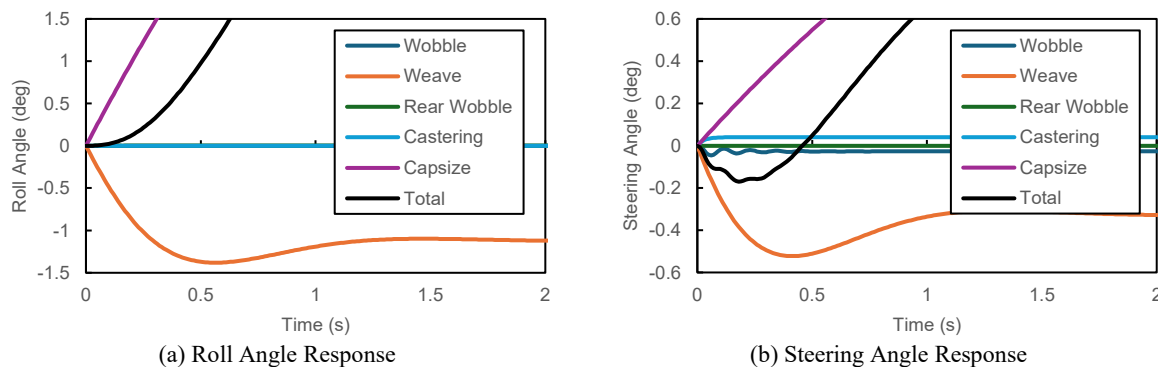 1.5
1
0.5
0
-0.5
-1
-1.5
Roll Angle (deg)
Wobble
Weave
Rear Wobble
Castering
Capsize
Total
0 0.5 1 1.5 2
Time (s)
(a) Roll Angle Response
0.6
0.4
0.2
0
-0.2
-0.4
-0.6
Steering Angle (deg)
Wobble
Weave
Rear Wobble
Castering
Capsize
Total
0 0.5 1 1.5 2
Time (s)
(b) Steering Angle Response